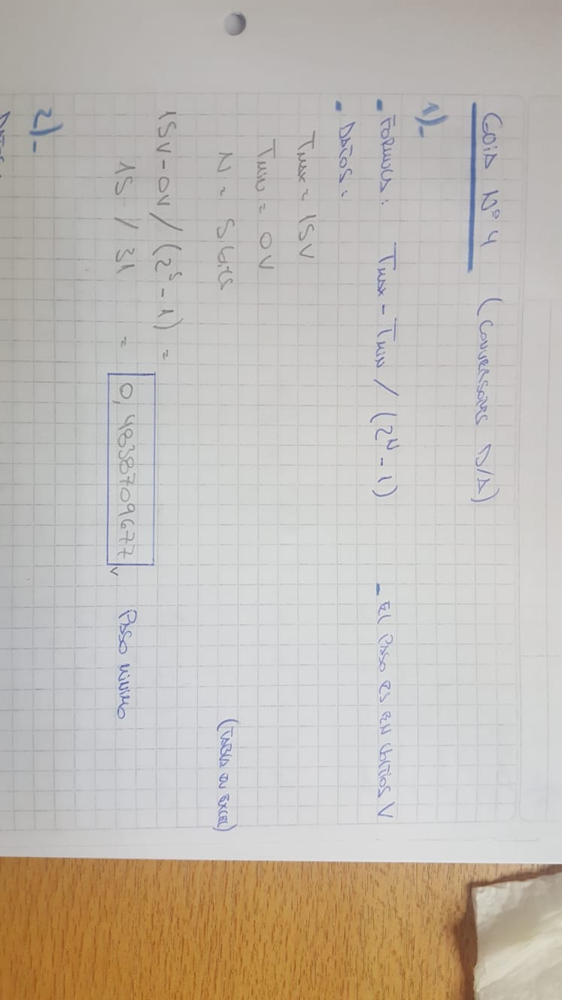 GUIA Nº 4 (CONVERSORES D/A)
1)-
- FORMULA: Tmax - Tmin / (2^N - 1) - El PASO ES EN VOLTIOS V
- DATOS:
Tmax = 15V
Tmin = 0V
N = 5 bits (TABLA EN EXCEL)
15V - 0V / (2^5 - 1) =
15 / 31 = 0,4838709677 V PASO MINIMO
2)-